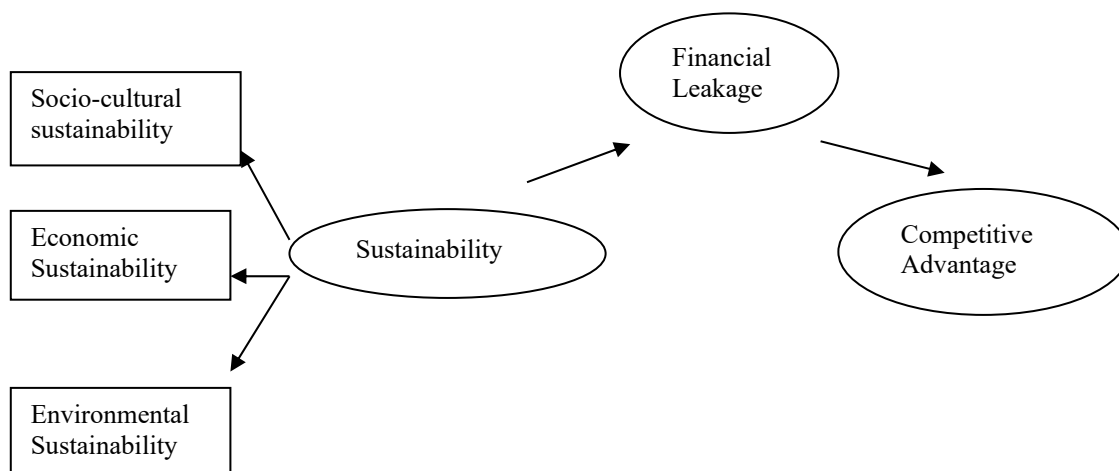 Financial
Leakage
Socio-cultural
sustainability
Economic
Sustainability
Sustainability
Competitive
Advantage
Environmental
Sustainability